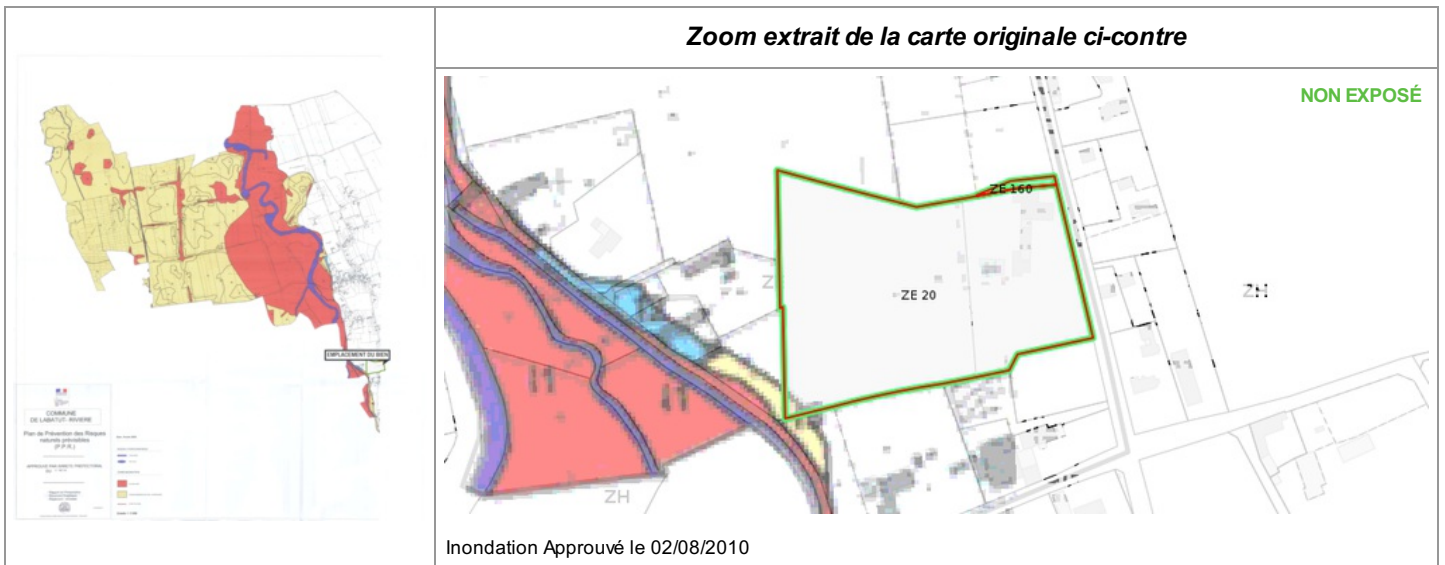 Zoom extrait de la carte originale ci-contre
NON EXPOSÉ
ZE 160
ZE 20
ZH
ZH
Inondation Approuvé le 02/08/2010
EMPLACEMENT DU BIEN
COMMUNE
DE LABATUT- RIVIERE
Plan de Prévention des Risques
naturels prévisibles
(P.P.R.)